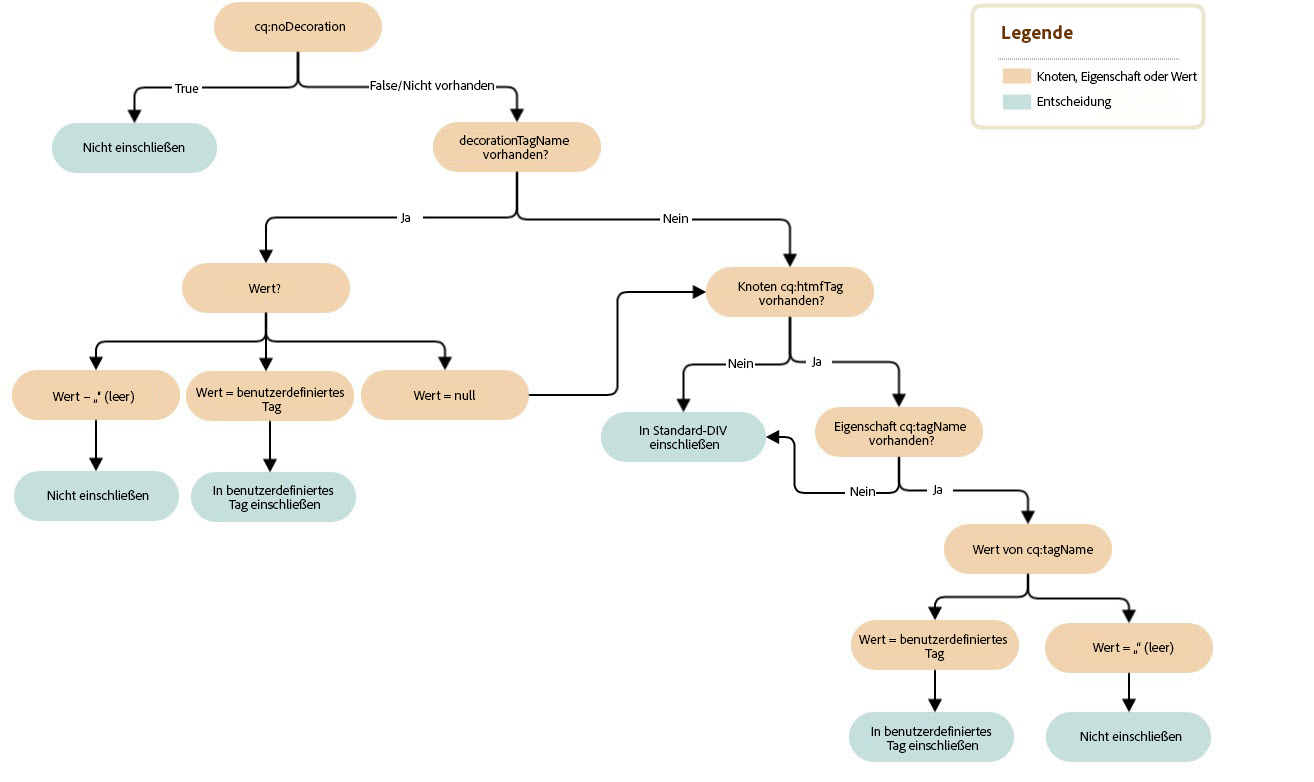 cq:noDecoration
Legende
Knoten, Eigenschaft oder Wert
Entscheidung
True
False/Nicht vorhanden
Nicht einschließen
decorationTagName
vorhanden?
Ja
Nein
Wert?
Knoten cq:htmfTag
vorhanden?
Nein
Ja
Wert – „“ (leer)
Wert = benutzerdefiniertes
Tag
Wert = null
In Standard-DIV
einschließen
Eigenschaft cq:tagName
vorhanden?
Nein
Ja
Nicht einschließen
In benutzerdefiniertes
Tag einschließen
Wert von cq:tagName
Wert = benutzerdefiniertes
Tag
Wert = „“ (leer)
In benutzerdefiniertes
Tag einschließen
Nicht einschließen